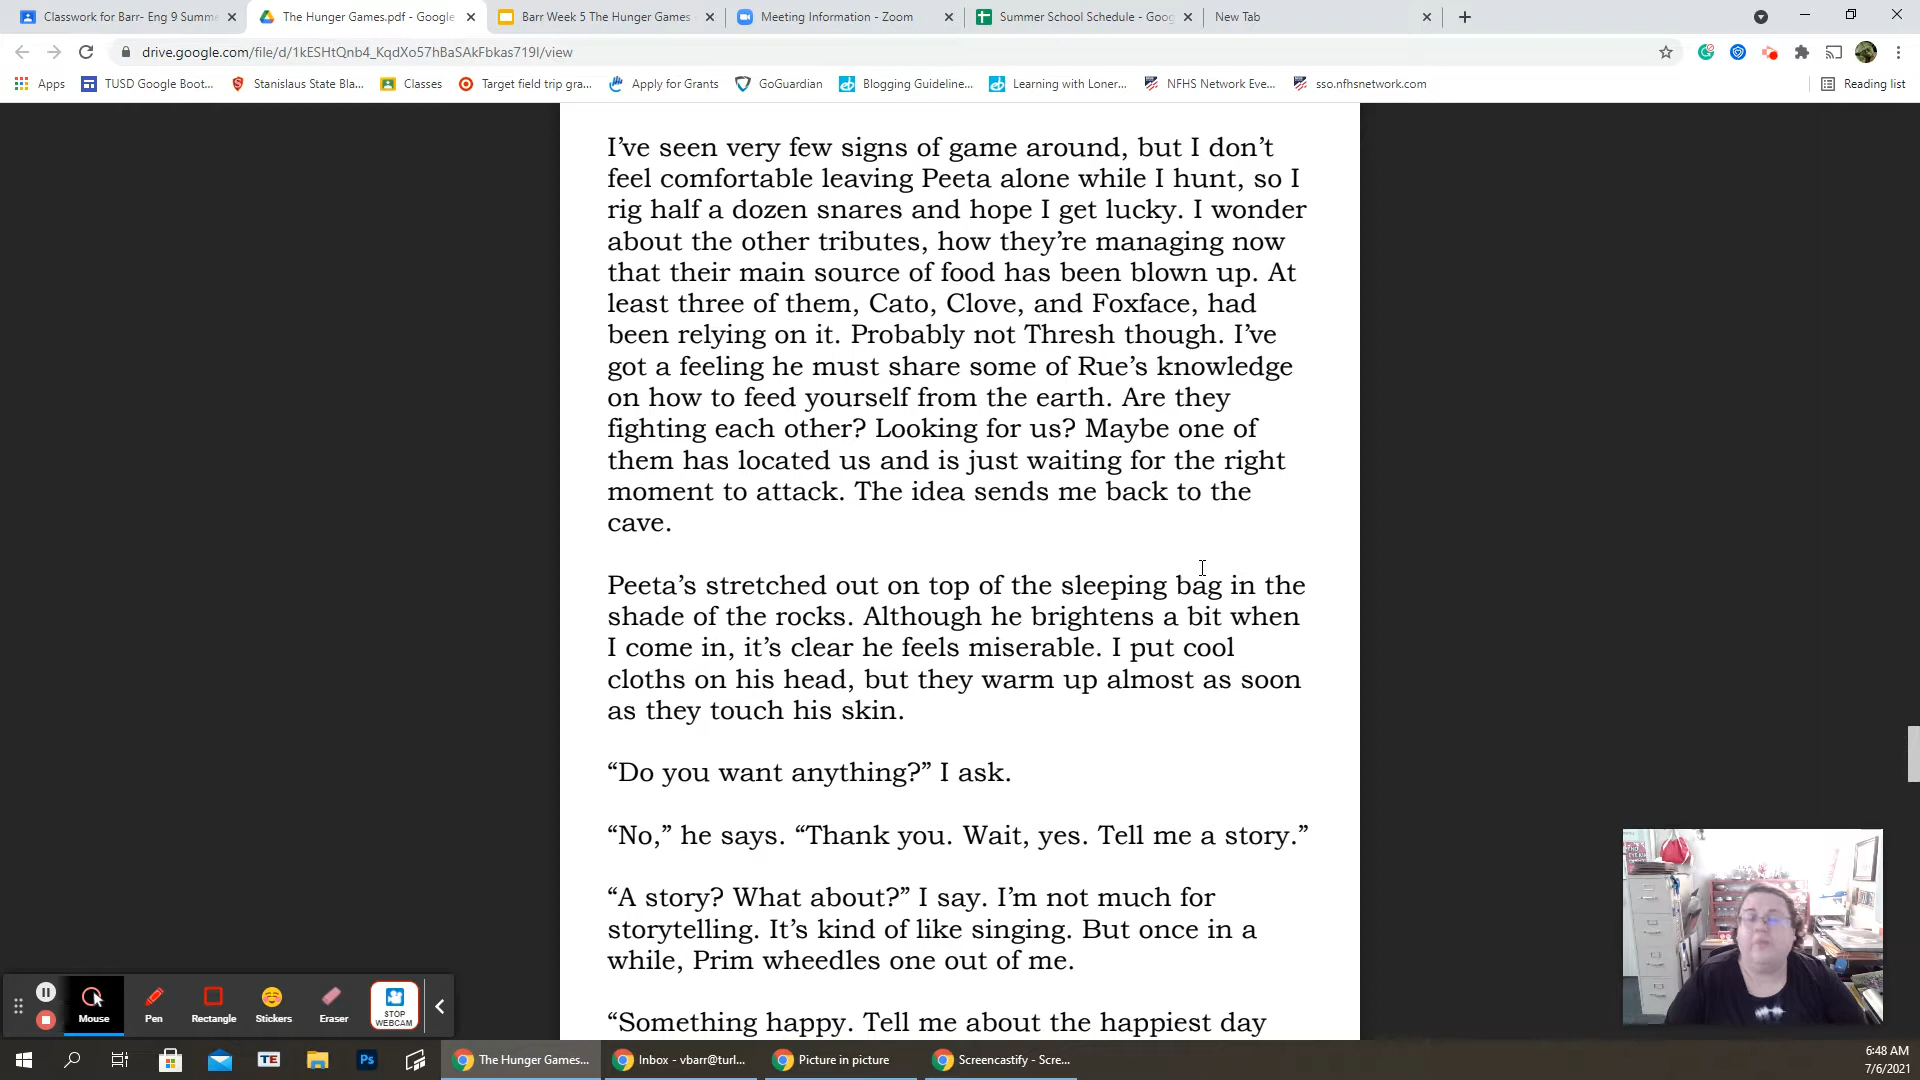 Classwork for Barr- Eng 9 Summe
The Hunger Games.pdf - Google
Barr Week 5 The Hunger Games
Meeting Information - Zoom
Summer School Schedule - Goog
New Tab
drive.google.com/file/d/1kESHtQnb4_KqdXo57hBaSAkFbkas719I/view
Apps
TUSD Google Boot...
Stanislaus State Bla...
Classes
Target field trip gra...
Apply for Grants
GoGuardian
Blogging Guideline...
Learning with Loner...
NFHS Network Eve...
sso.nfhsnetwork.com
Reading list
I’ve seen very few signs of game around, but I don’t
feel comfortable leaving Peeta alone while I hunt, so I
rig half a dozen snares and hope I get lucky. I wonder
about the other tributes, how they’re managing now
that their main source of food has been blown up. At
least three of them, Cato, Clove, and Foxface, had
been relying on it. Probably not Thresh though. I’ve
got a feeling he must share some of Rue’s knowledge
on how to feed yourself from the earth. Are they
fighting each other? Looking for us? Maybe one of
them has located us and is just waiting for the right
moment to attack. The idea sends me back to the
cave.
Peeta’s stretched out on top of the sleeping bag in the
shade of the rocks. Although he brightens a bit when
I come in, it’s clear he feels miserable. I put cool
cloths on his head, but they warm up almost as soon
as they touch his skin.
“Do you want anything?” I ask.
“No,” he says. “Thank you. Wait, yes. Tell me a story.”
“A story? What about?” I say. I’m not much for
storytelling. It’s kind of like singing. But once in a
while, Prim wheedles one out of me.
“Something happy. Tell me about the happiest day
Mouse
Pen
Rectangle
Stickers
Eraser
STOP
WEBCAM
TE
Ps
The Hunger Games...
Inbox - vbarr@turl...
Picture in picture
Screencastify - Scre...
6:48 AM
7/6/2021